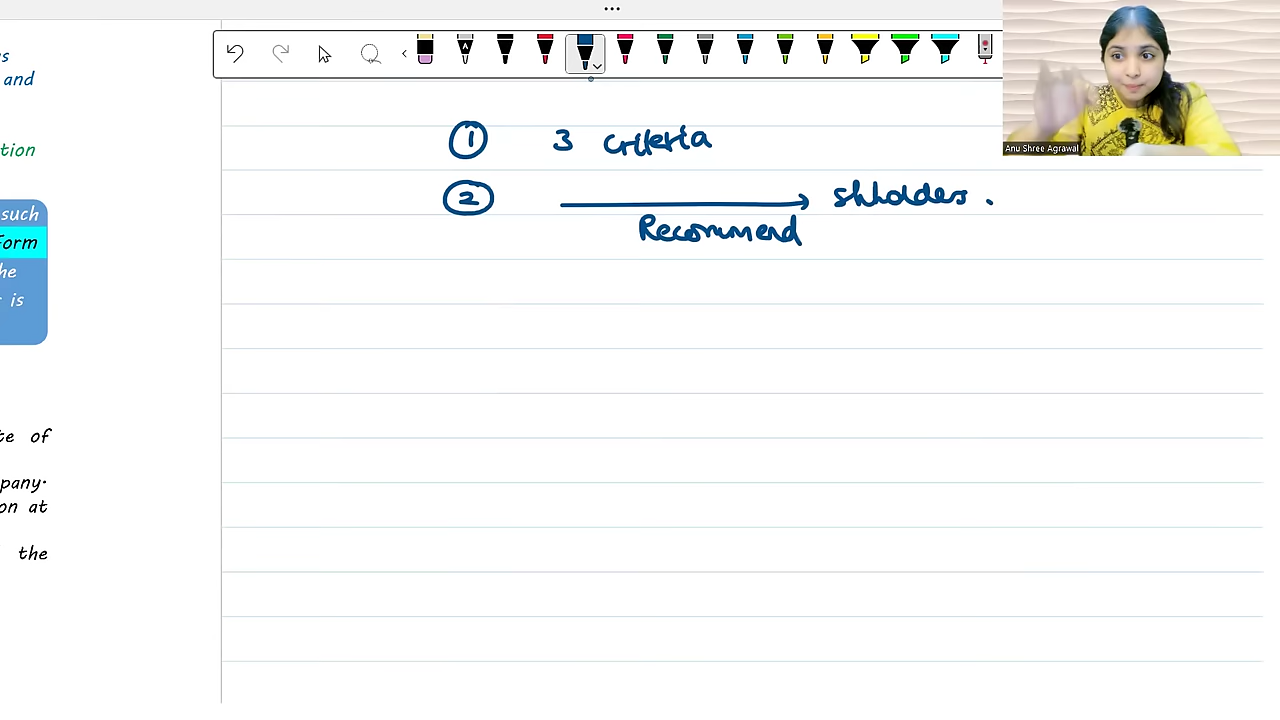 s
and
tion
such
Form
he
is
te of
pany.
on at
the
① 3 criteria
② shholders .
Recommend
Anu Shree Agrawal